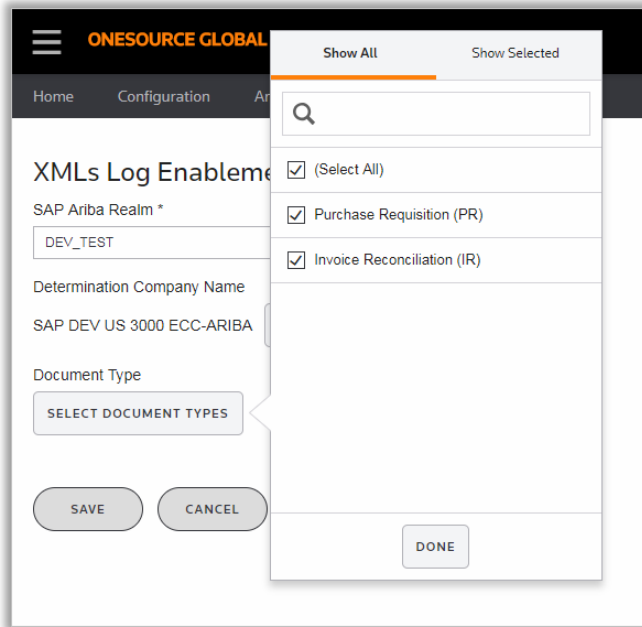 ONESOURCE GLOBAL
Home Configuration
XMLs Log
SAP Ariba Realm *
DEV_TEST
Determination Company Name
SAP DEV US 3000 ECC-ARIBA
Document Type
SELECT DOCUMENT TYPES
SAVE CANCEL
Show All Show Selected
(Select All)
Purchase Requisition (PR)
Invoice Reconciliation (IR)
DONE